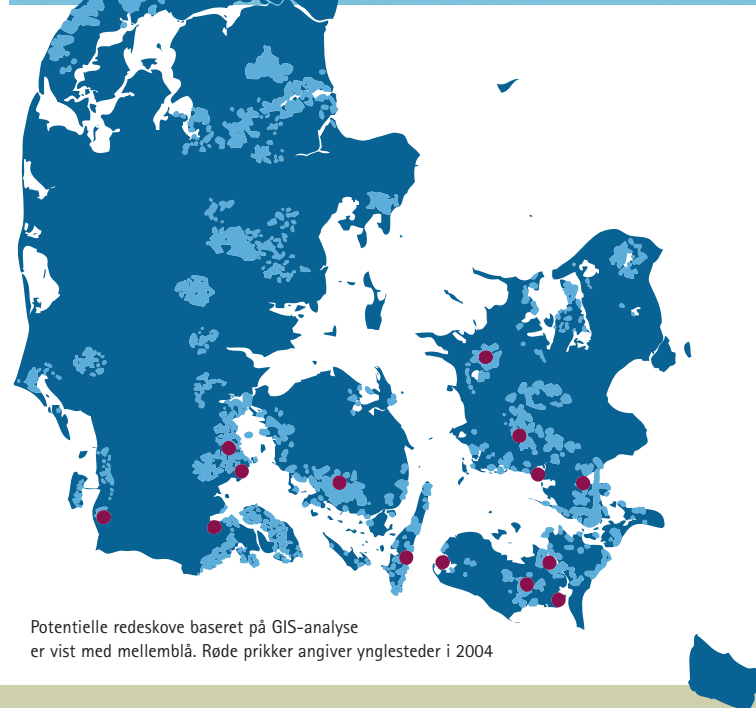 Potentielle redeskove baseret på GIS-analyse
er vist med mellemblå. Røde prikker angiver ynglesteder i 2004